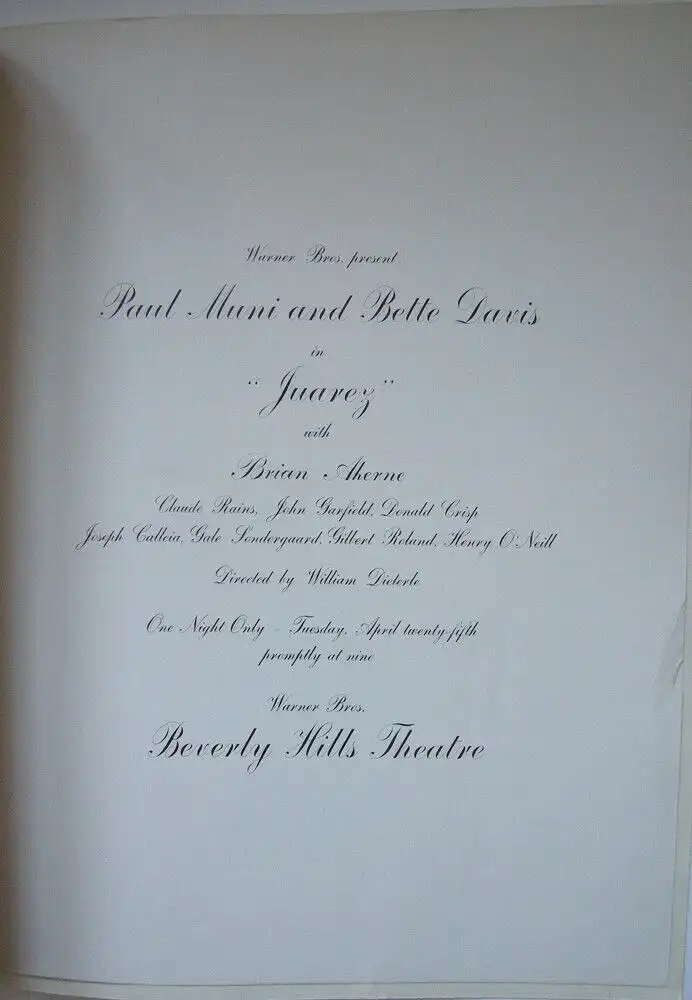 Warner Bros. present
Paul Muni and Bette Davis
in
"Juarez"
with
Brian Aherne
Claude Rains, John Garfield, Donald Crisp
Joseph Calleia, Gale Sondergaard, Gilbert Roland, Henry O'Neill
Directed by William Dieterle
One Night Only - Tuesday, April twenty-fifth
promptly at nine
Warner Bros.
Beverly Hills Theatre